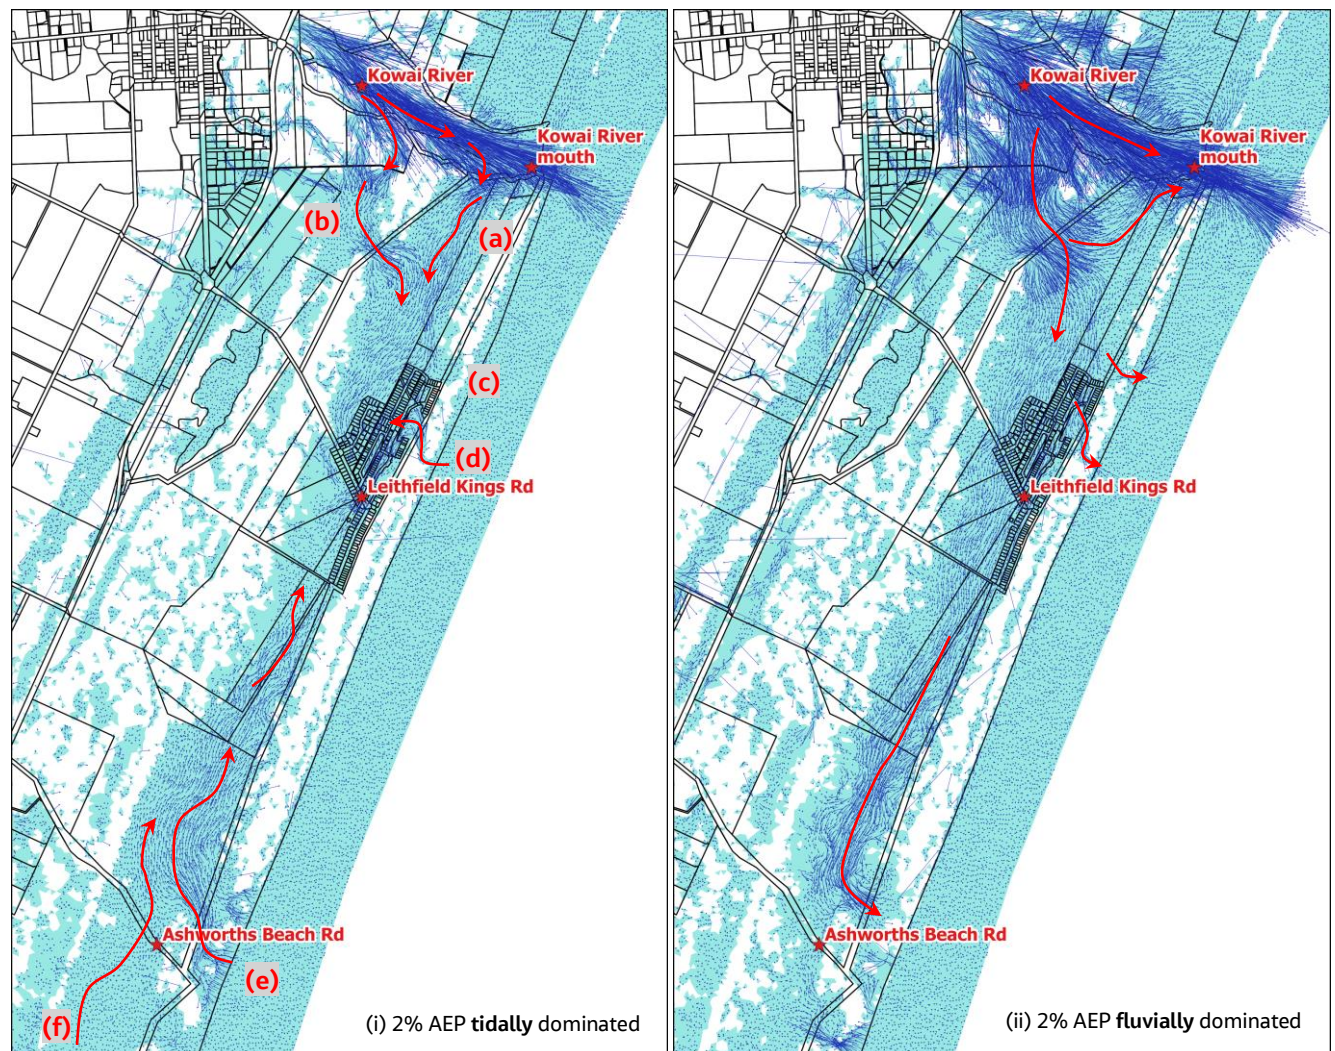 Kowai River
Kowai River
mouth
(b)
(a)
(c)
(d)
Leithfield Kings Rd
Ashworths Beach Rd
(e)
(f)
(i) 2% AEP tidally dominated
Kowai River
Kowai River
mouth
Leithfield Kings Rd
Ashworths Beach Rd
(ii) 2% AEP fluvially dominated